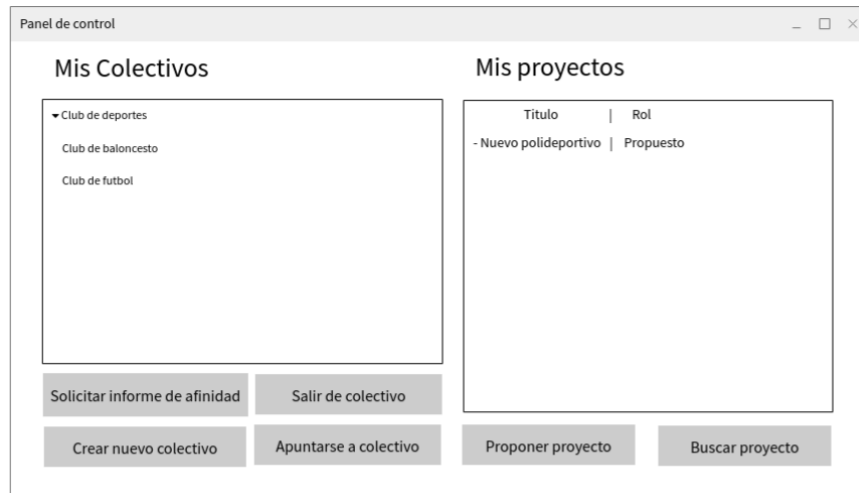 Panel de control
Mis Colectivos
Club de deportes
Club de baloncesto
Club de futbol
Solicitar informe de afinidad
Salir de colectivo
Crear nuevo colectivo
Apuntarse a colectivo
Mis proyectos
Titulo | Rol
- Nuevo polideportivo | Propuesto
Proponer proyecto
Buscar proyecto